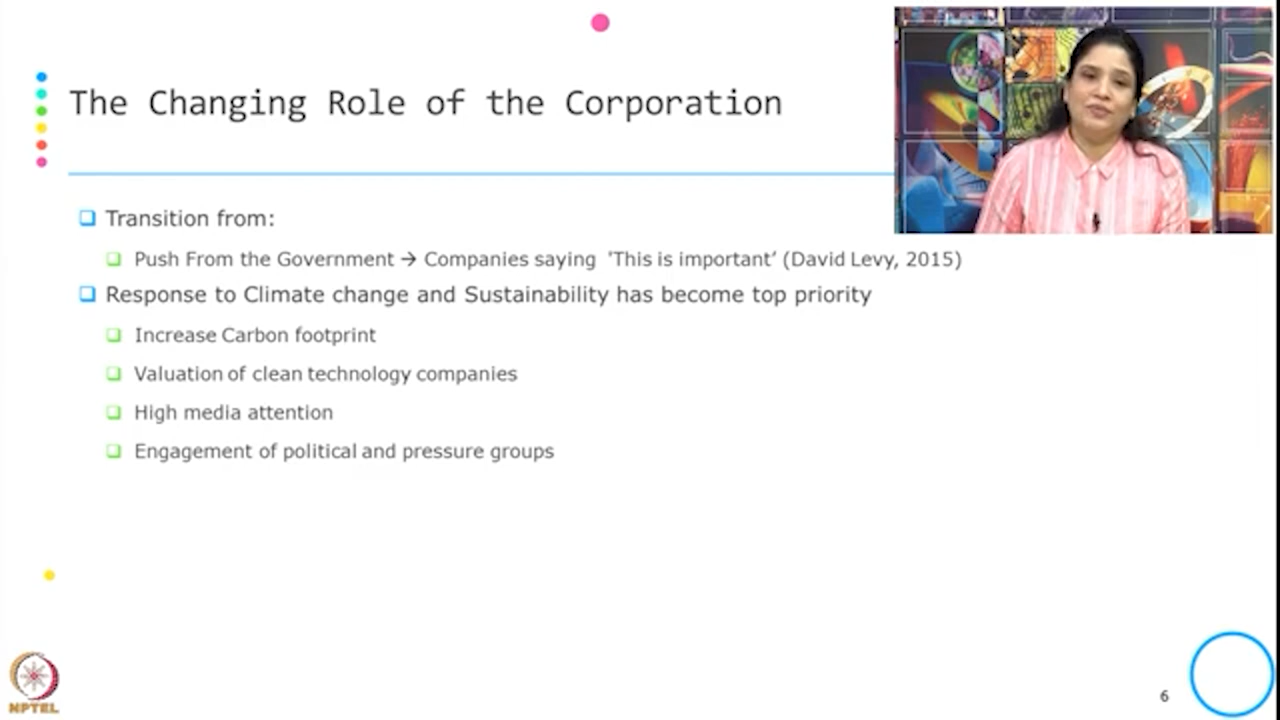 The Changing Role of the Corporation
Transition from:
Push From the Government → Companies saying 'This is important' (David Levy, 2015)
Response to Climate change and Sustainability has become top priority
Increase Carbon footprint
Valuation of clean technology companies
High media attention
Engagement of political and pressure groups
NPTEL
6